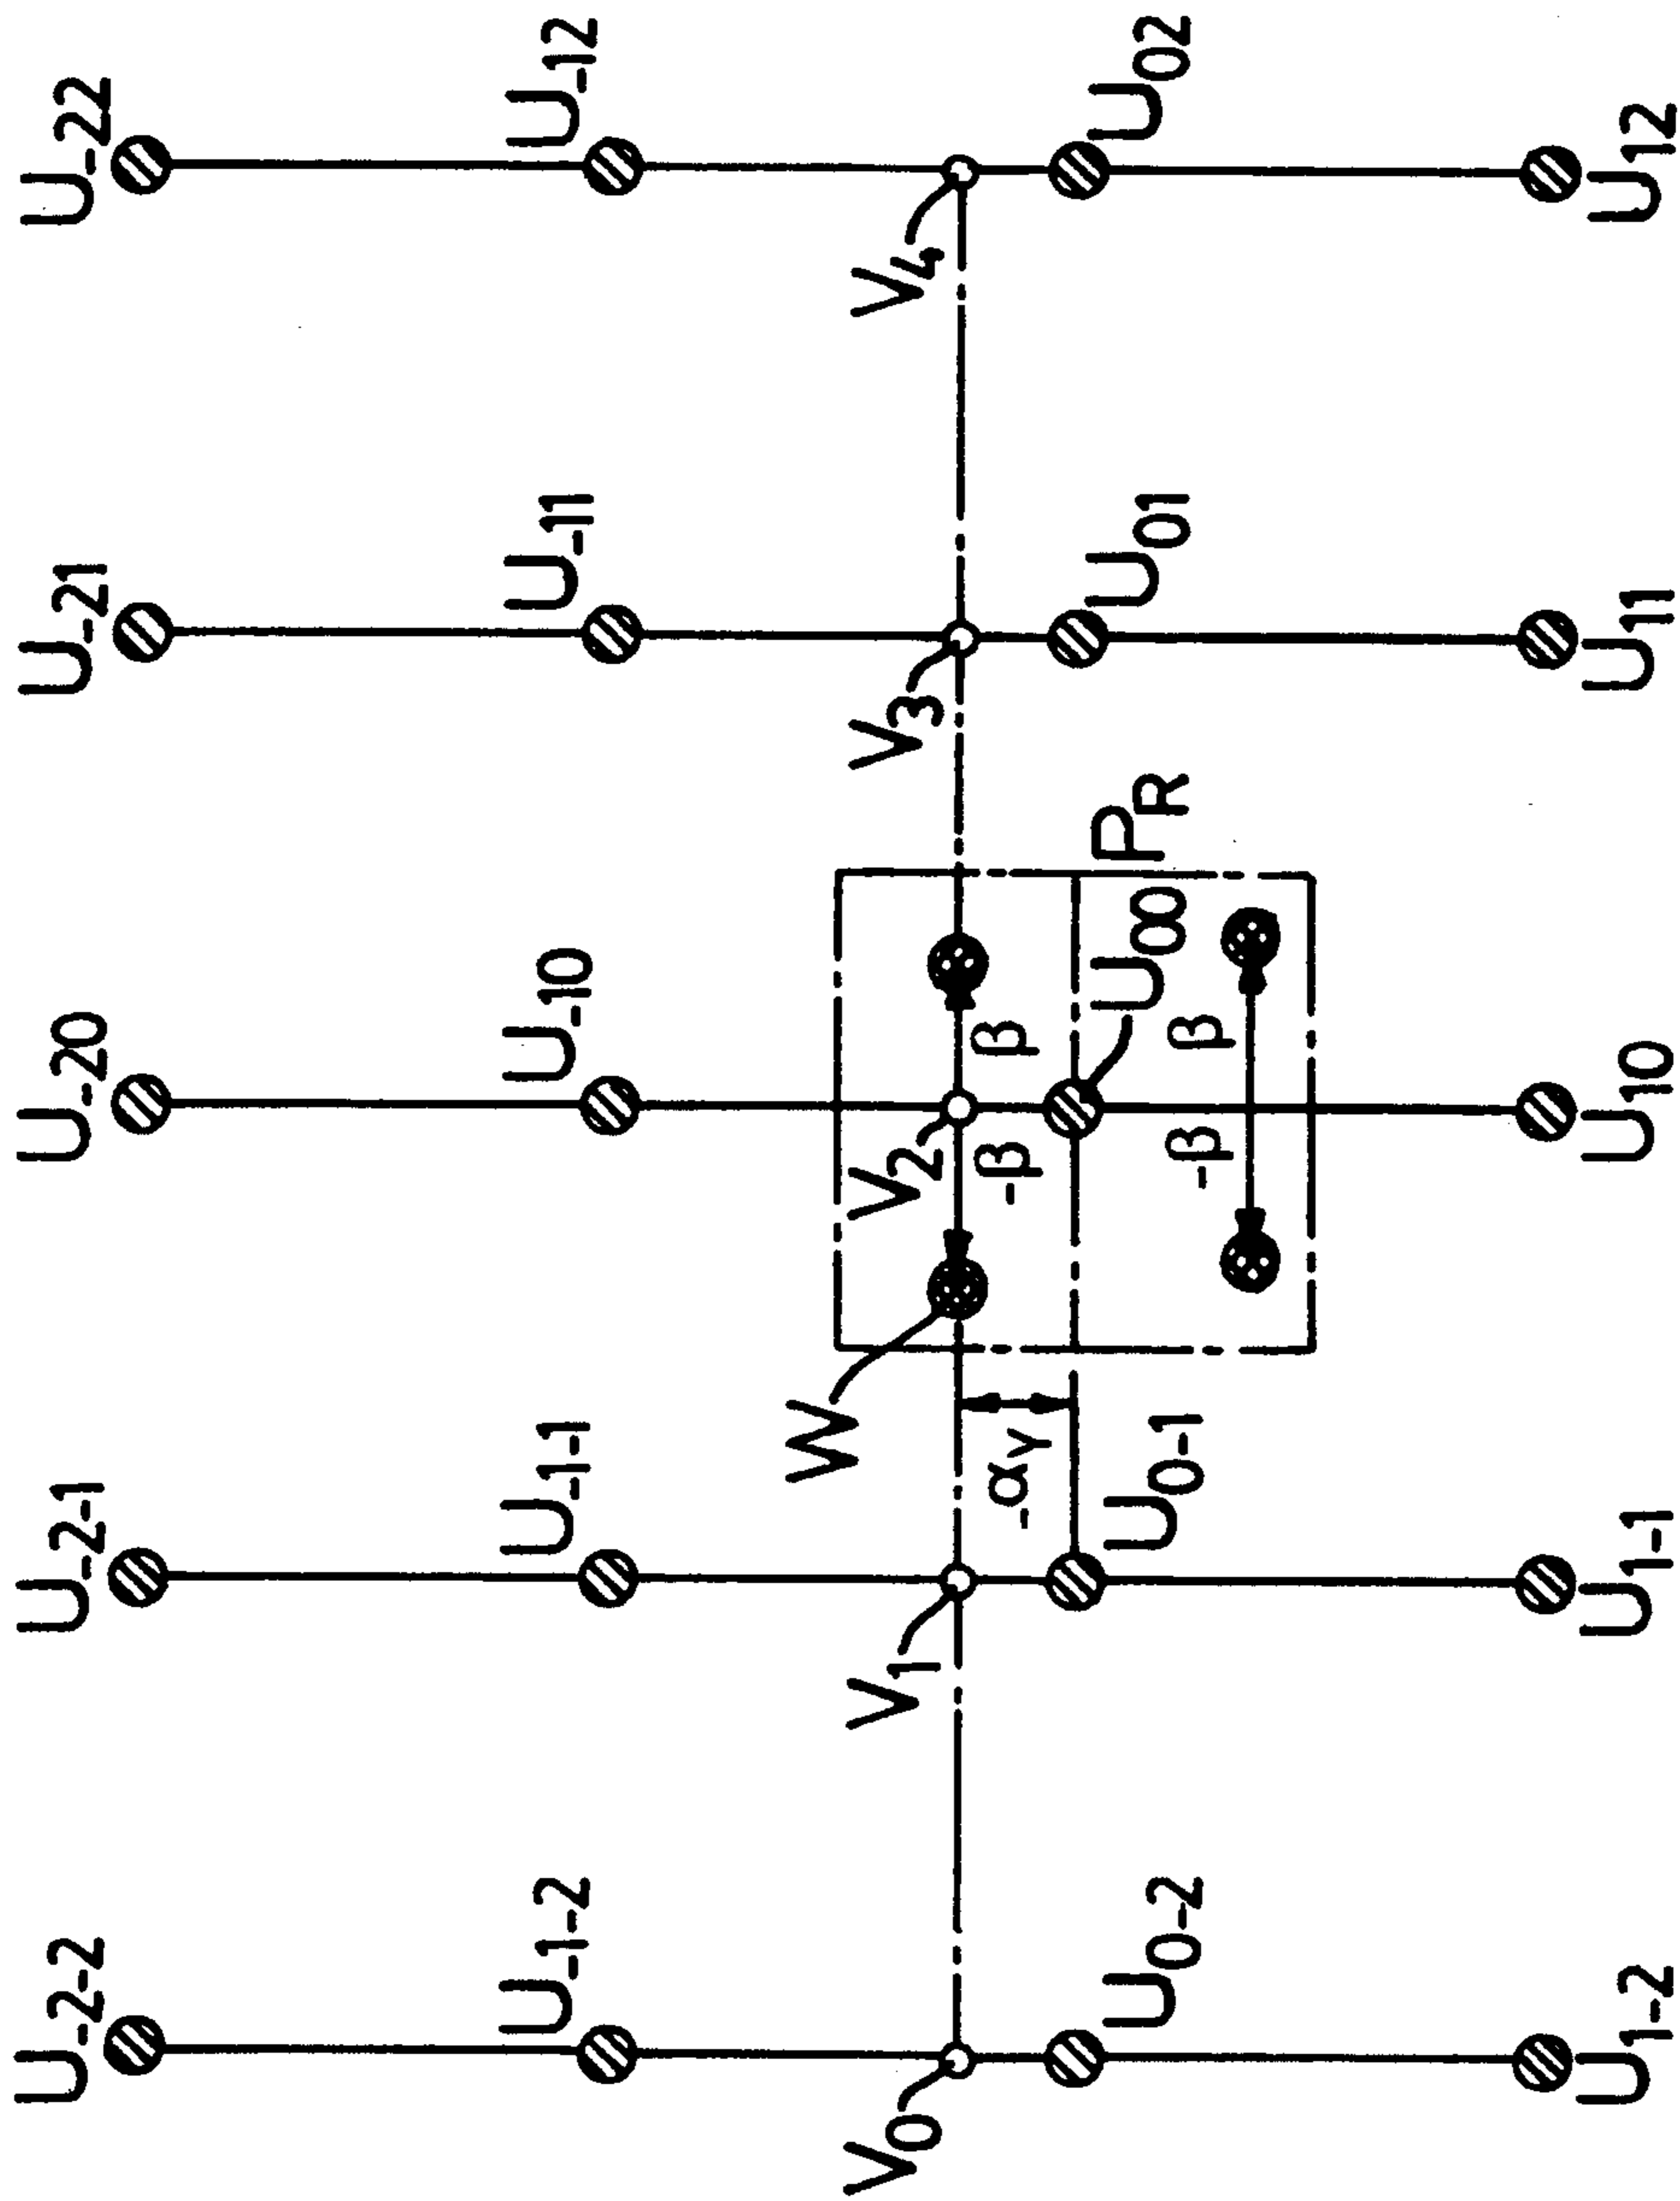 U-2-2 U-2-1 U-20 U-21 U-22
U-1-2 U-1-1 U-10 U-11 U-12
W
V0 V1 V2 V3 V4
-αY -β β
U0-2 U0-1 U00 PR U01 U02
-β β
U1-2 U1-1 U10 U11 U12